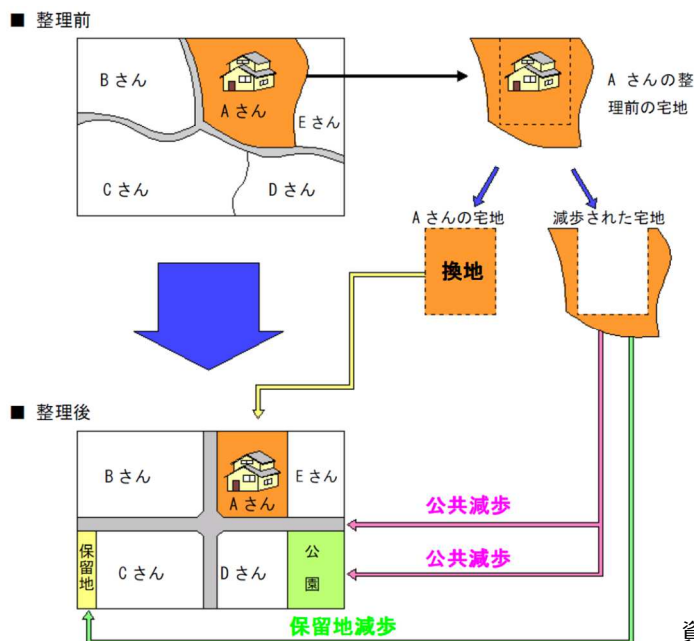 ■ 整理前
Bさん
Aさん
Eさん
Cさん
Dさん
A さんの整
理前の宅地
Aさんの宅地
減歩された宅地
換地
■ 整理後
Bさん
Aさん
Eさん
公共減歩
保留地
Cさん
Dさん
公
園
公共減歩
保留地減歩